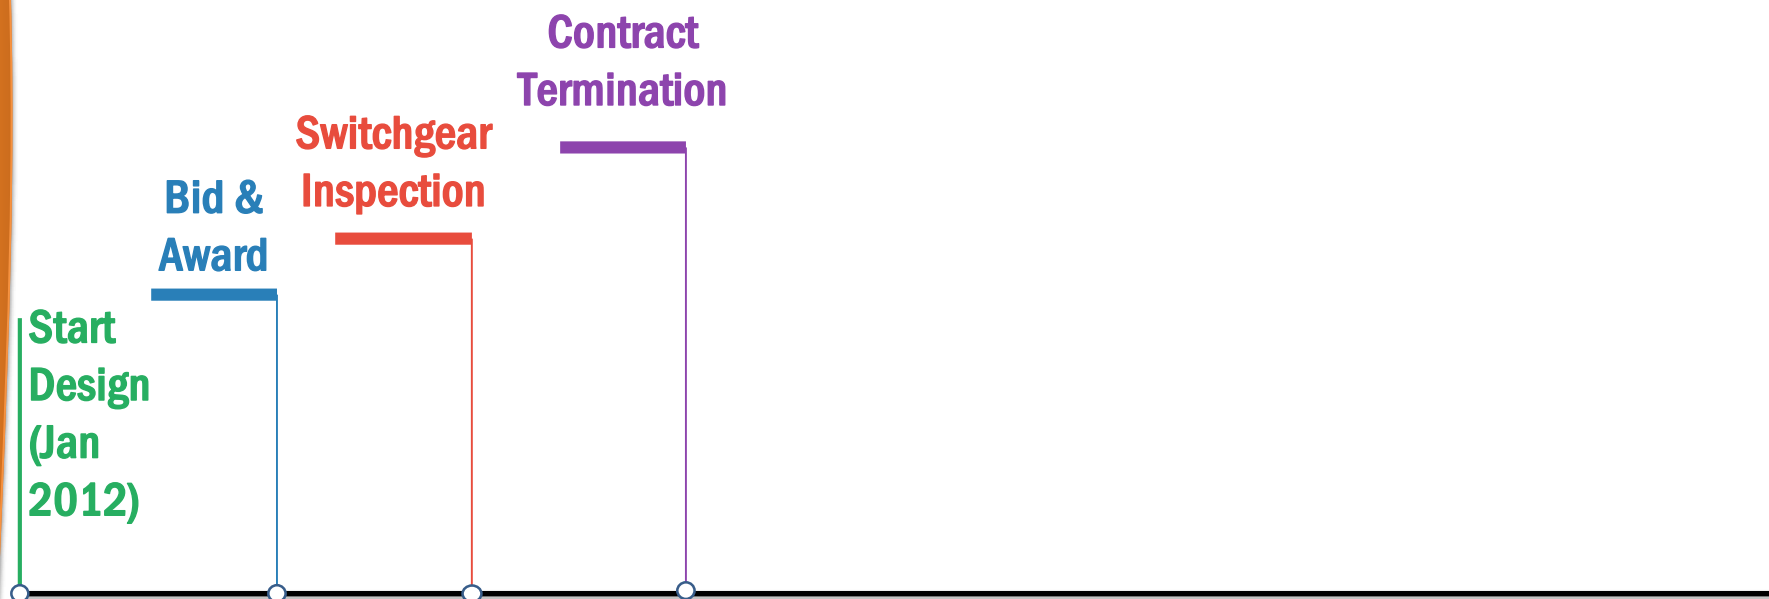 Start
Design
(Jan
2012)
Bid &
Award
Switchgear
Inspection
Contract
Termination